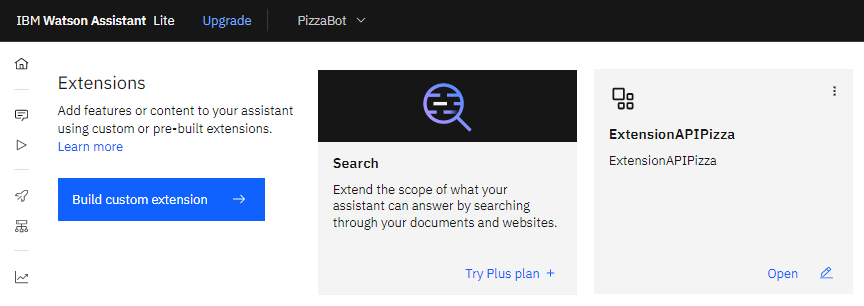 IBM Watson Assistant Lite
Upgrade
PizzaBot
Extensions
Add features or content to your assistant
using custom or pre-built extensions.
Learn more
Build custom extension
Search
Extend the scope of what your
assistant can answer by searching
through your documents and websites.
Try Plus plan +
ExtensionAPIPizza
ExtensionAPIPizza
Open